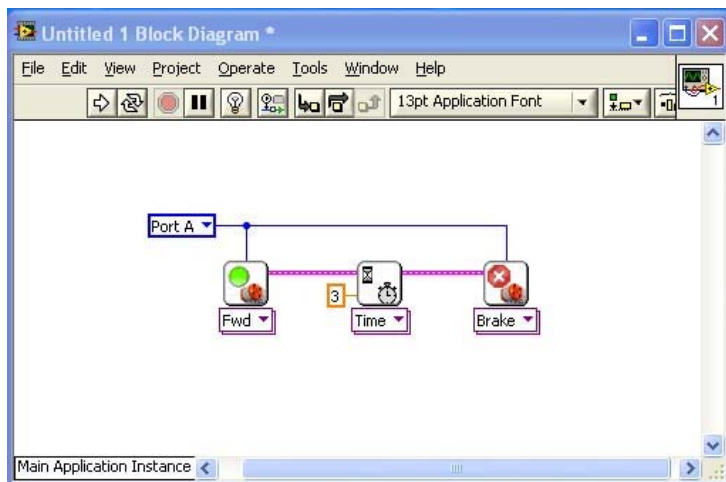 Untitled 1 Block Diagram *
File Edit View Project Operate Tools Window Help
13pt Application Font
1
Port A
3
Fwd Time Brake
Main Application Instance